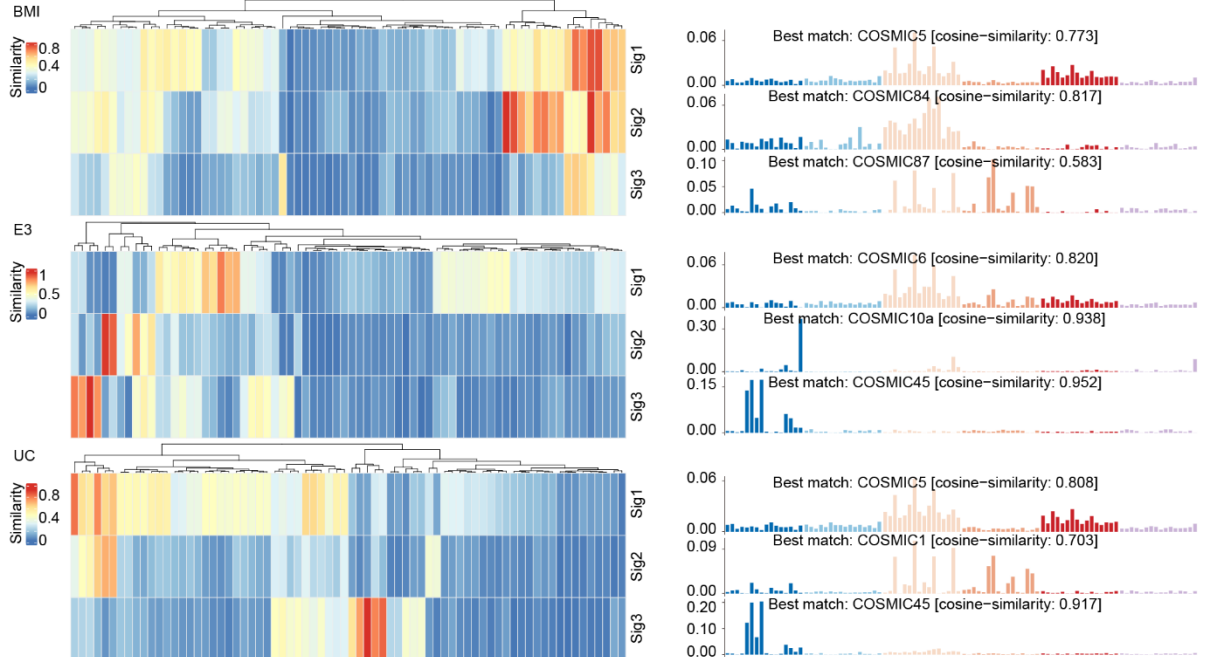 BMI
Similarity
0.8
0.4
0
Sig1
Sig2
Sig3
0.06
0.00
Best match: COSMIC5 [cosine−similarity: 0.773]
0.06
0.00
Best match: COSMIC84 [cosine−similarity: 0.817]
0.10
0.05
0.00
Best match: COSMIC87 [cosine−similarity: 0.583]
E3
Similarity
1
0.5
0
Sig1
Sig2
Sig3
0.06
0.00
Best match: COSMIC6 [cosine−similarity: 0.820]
0.30
0.00
Best match: COSMIC10a [cosine−similarity: 0.938]
0.15
0.00
Best match: COSMIC45 [cosine−similarity: 0.952]
UC
Similarity
0.8
0.4
0
Sig1
Sig2
Sig3
0.06
0.00
Best match: COSMIC5 [cosine−similarity: 0.808]
0.09
0.00
Best match: COSMIC1 [cosine−similarity: 0.703]
0.20
0.10
0.00
Best match: COSMIC45 [cosine−similarity: 0.917]